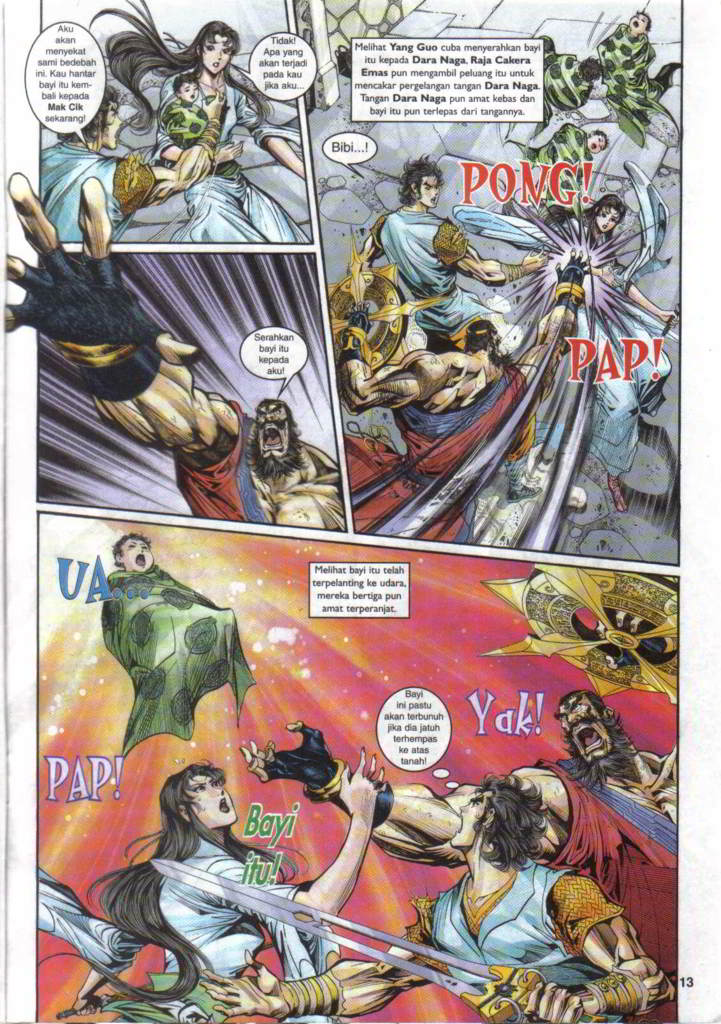 Aku
akan
menyekat
sami bedebah
ini. Kau hantar
bayi itu kem-
bali kepada
Mak Cik
sekarang!
Tidak!
Apa yang
akan terjadi
pada kau
jika aku...
Melihat Yang Guo cuba menyerahkan bayi
itu kepada Dara Naga, Raja Cakera
Emas pun mengambil peluang itu untuk
mencakar pergelangan tangan Dara Naga.
Tangan Dara Naga pun amat kebas dan
bayi itu pun terlepas dari tangannya.
Bibi...!
PONG!
PAP!
Serahkan
bayi itu
kepada
aku!
UA...
Melihat bayi itu telah
terpelanting ke udara,
mereka bertiga pun
amat terperanjat.
PAP!
Bayi
ini pastu
akan terbunuh
jika dia jatuh
terhempas
ke atas
tanah!
Yak!
Bayi
itu!
13